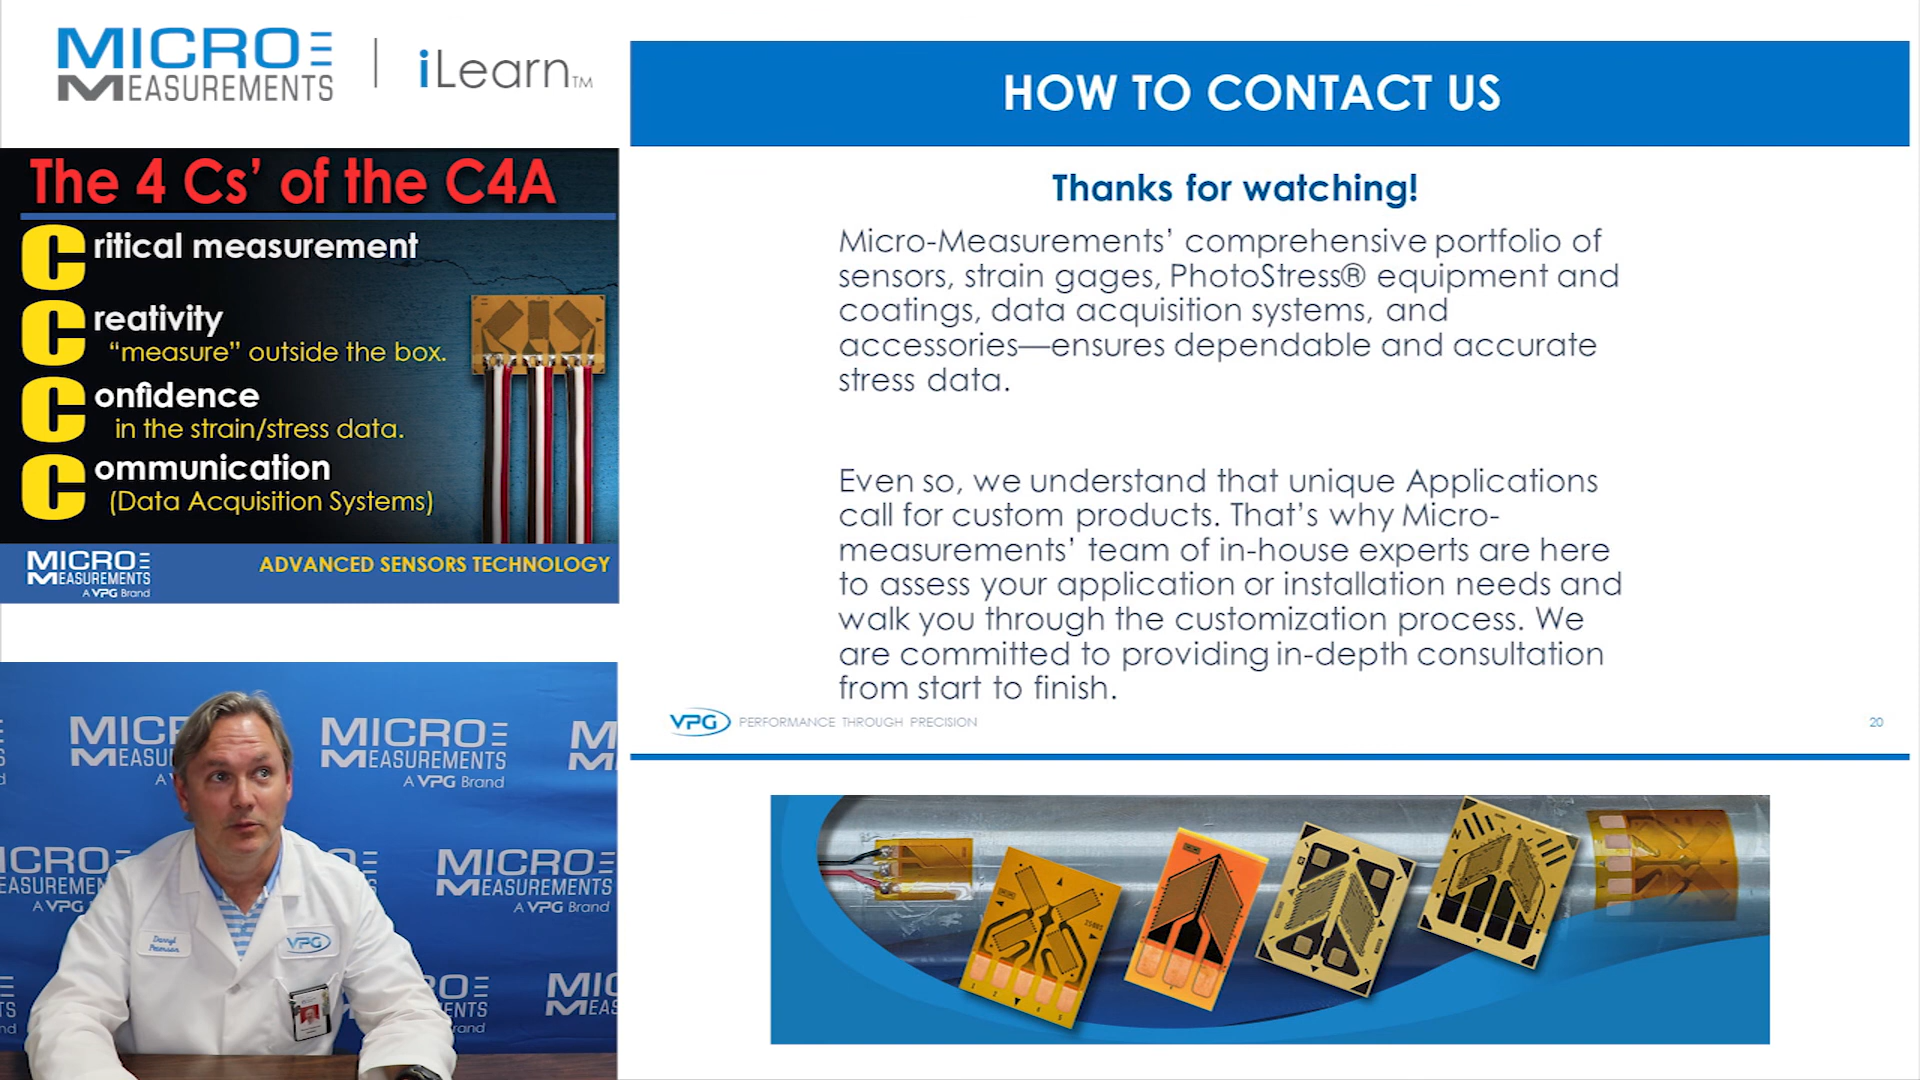 MICRO
MEASUREMENTS
iLearn™
The 4 Cs’ of the C4A
Critical measurement
Creativity
“measure” outside the box.
Confidence
in the strain/stress data.
Communication
(Data Acquisition Systems)
MICRO
MEASUREMENTS
A VPG Brand
ADVANCED SENSORS TECHNOLOGY
HOW TO CONTACT US
Thanks for watching!
Micro-Measurements’ comprehensive portfolio of
sensors, strain gages, PhotoStress® equipment and
coatings, data acquisition systems, and
accessories—ensures dependable and accurate
stress data.
Even so, we understand that unique Applications
call for custom products. That’s why Micro-
measurements’ team of in-house experts are here
to assess your application or installation needs and
walk you through the customization process. We
are committed to providing in-depth consultation
from start to finish.
VPG PERFORMANCE THROUGH PRECISION
20
MICRO
MEASUREMENTS
A VPG Brand
MICRO
MEASUREMENTS
A VPG Brand
Darryl
Peterson
VPG